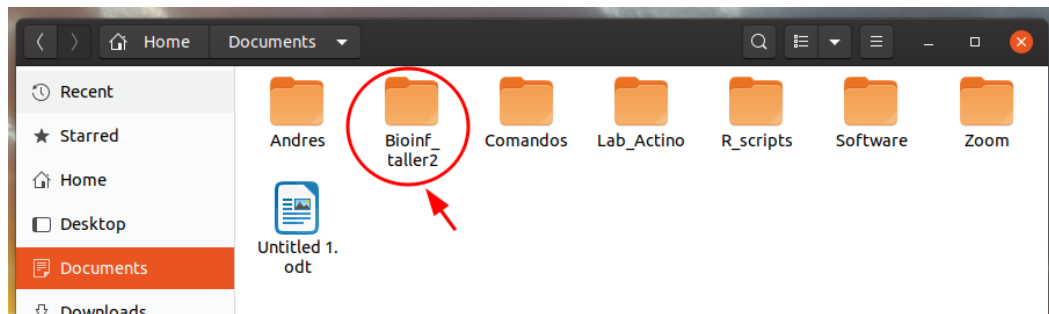 Home Documents
Recent
Starred
Home
Desktop
Documents
Downloads
Andres Bioinf_ Comandos Lab_Actino R_scripts Software Zoom
taller2
Untitled 1.
odt